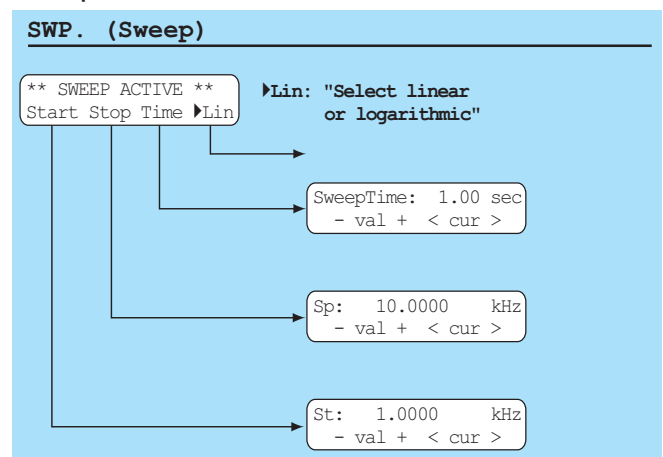 SWP. (Sweep)
** SWEEP ACTIVE **
Start Stop Time ▶Lin
▶Lin: "Select linear
or logarithmic"
SweepTime: 1.00 sec
- val + < cur >
Sp: 10.0000 kHz
- val + < cur >
St: 1.0000 kHz
- val + < cur >